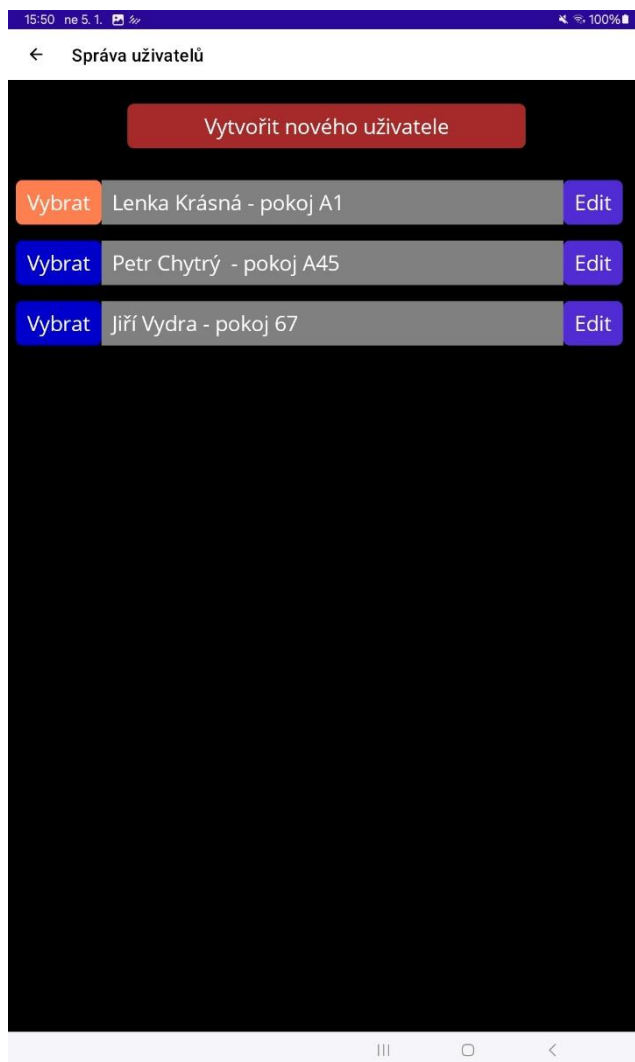 15:50 ne 5. 1. 100%
Správa uživatelů
Vytvořit nového uživatele
Vybrat Lenka Krásná - pokoj A1 Edit
Vybrat Petr Chytrý  - pokoj A45 Edit
Vybrat Jiří Vydra - pokoj 67 Edit